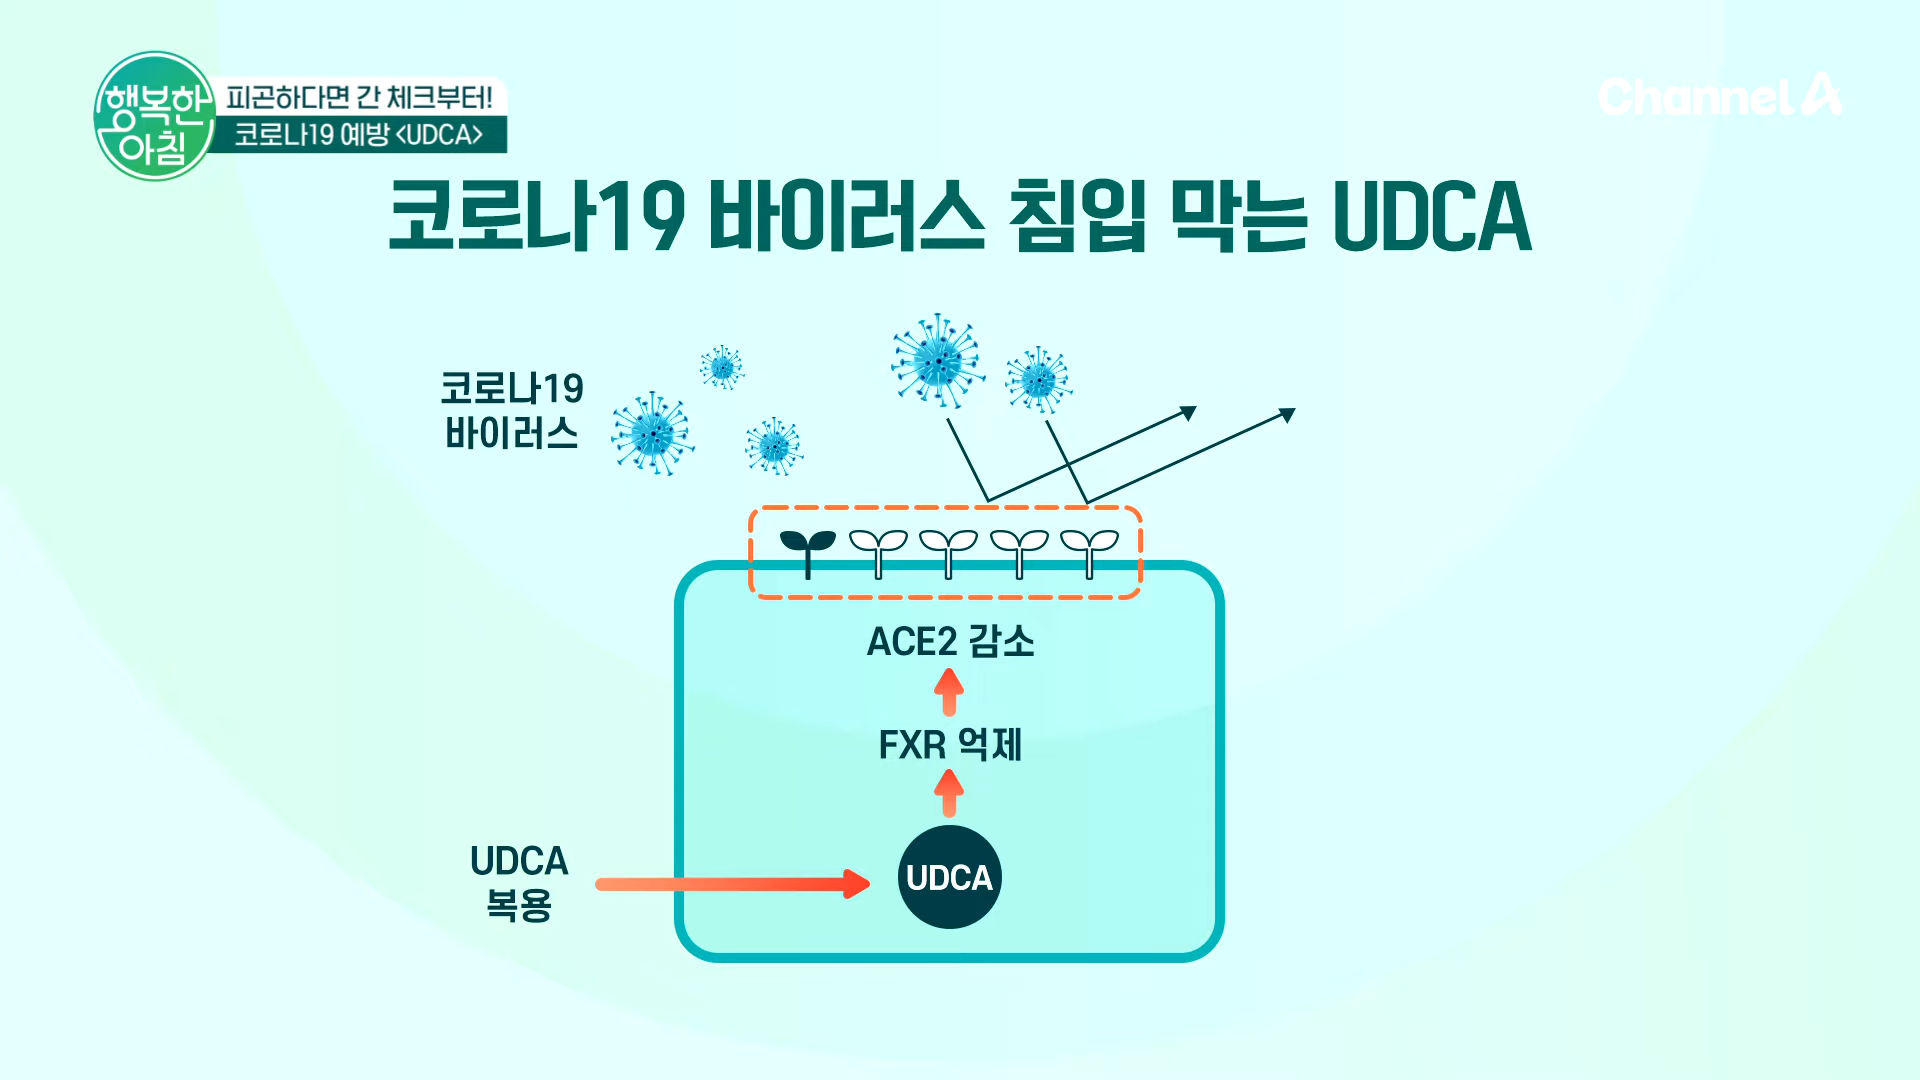 행복한
아침
피곤하다면 간 체크부터!
코로나19 예방 <UDCA>
Channel A
코로나19 바이러스 침입 막는 UDCA
코로나19
바이러스
ACE2 감소
FXR 억제
UDCA
복용
UDCA